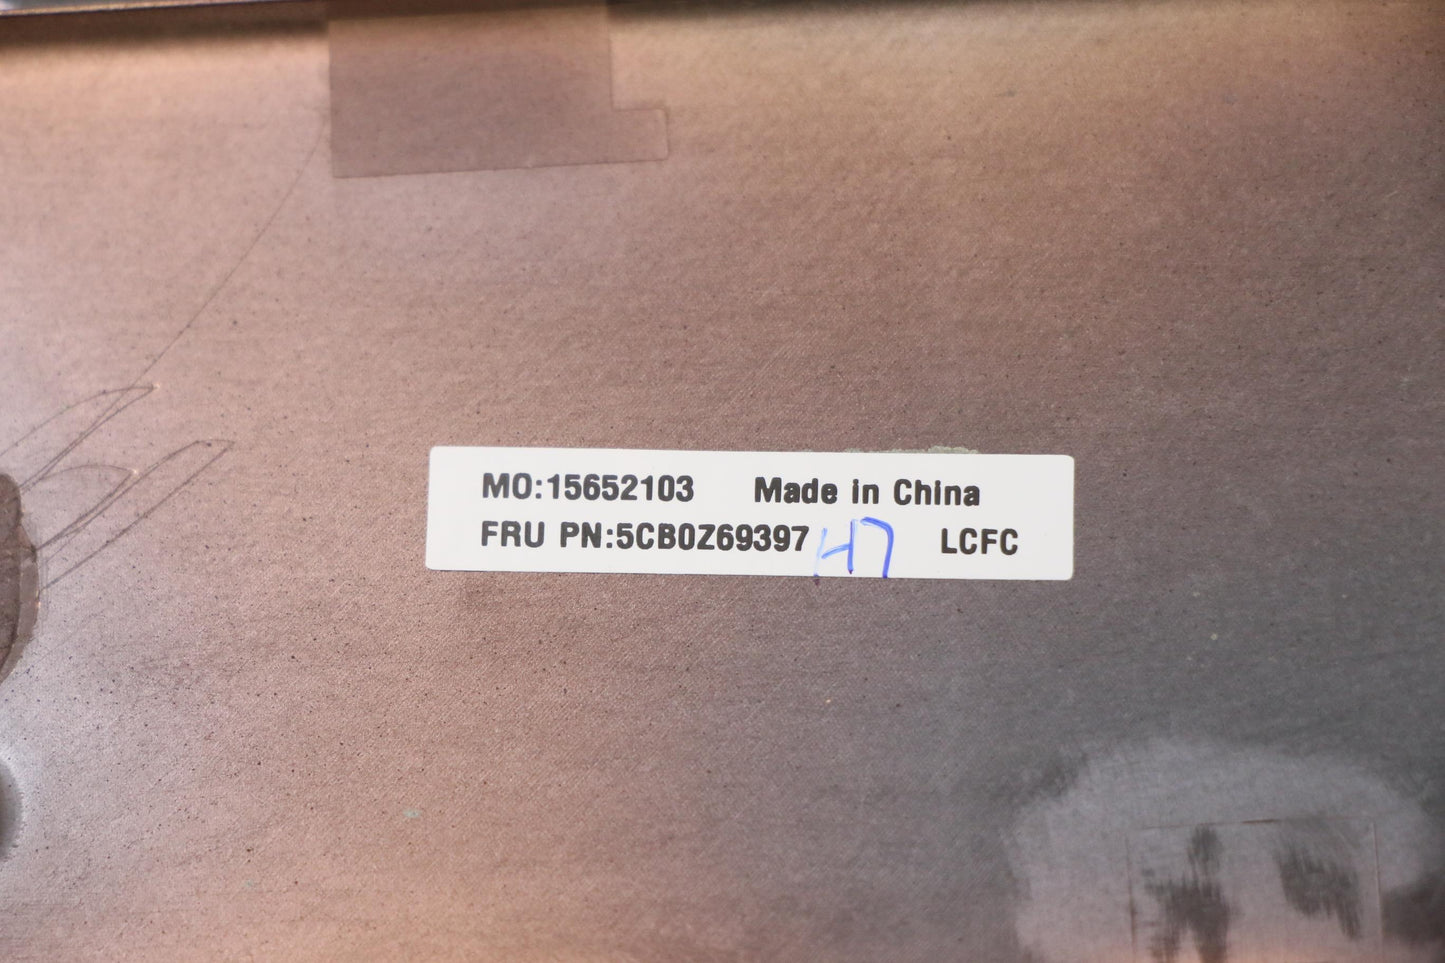 MO:15652103 Made in China
FRU PN:5CB0Z69397 H7 LCFC